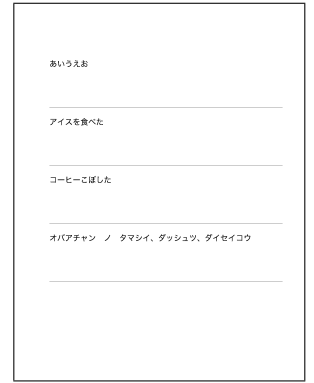 あいうえお
アイスを食べた
コーヒーこぼした
オバアチャン　ノ　タマシイ、ダッシュツ、ダイセイコウ